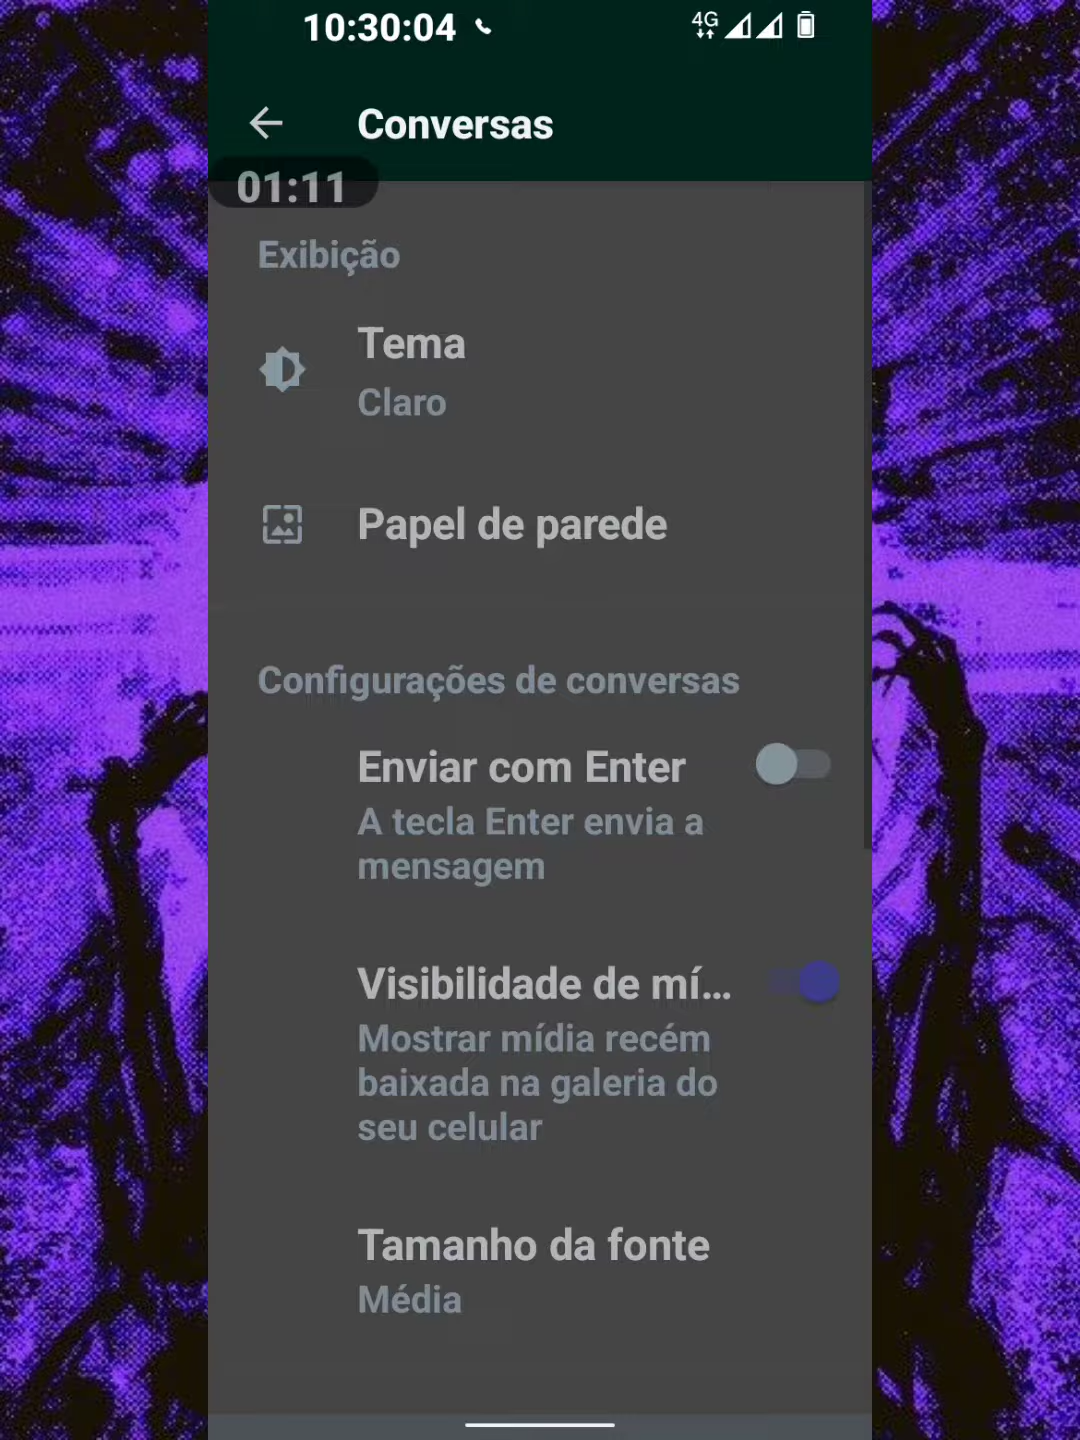 10:30:04
4G
Conversas
01:11
Exibição
Tema
Claro
Papel de parede
Configurações de conversas
Enviar com Enter
A tecla Enter envia a
mensagem
Visibilidade de mí...
Mostrar mídia recém
baixada na galeria do
seu celular
Tamanho da fonte
Média